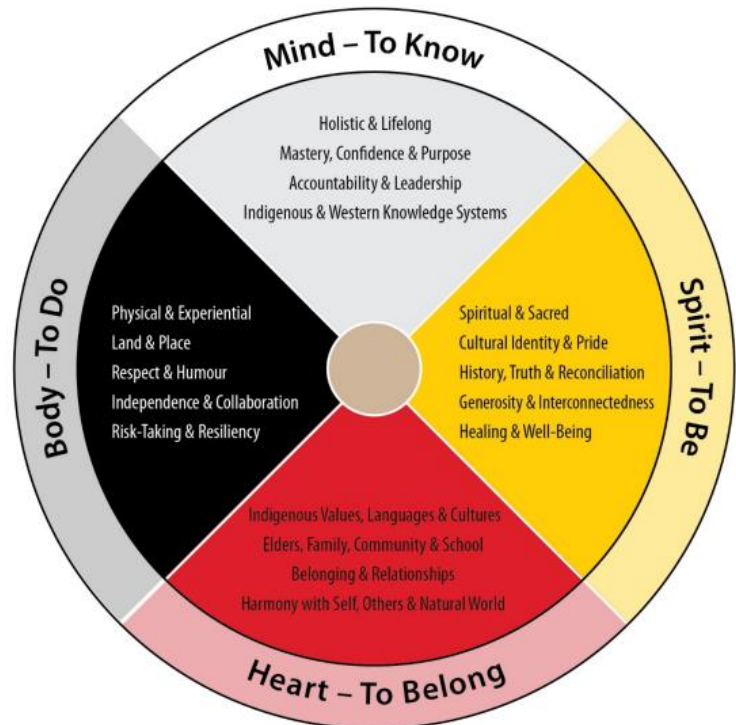 Mind – To Know
Holistic & Lifelong
Mastery, Confidence & Purpose
Accountability & Leadership
Indigenous & Western Knowledge Systems
Body – To Do
Physical & Experiential
Land & Place
Respect & Humour
Independence & Collaboration
Risk-Taking & Resiliency
Spiritual & Sacred
Cultural Identity & Pride
History, Truth & Reconciliation
Generosity & Interconnectedness
Healing & Well-Being
Spirit – To Be
Indigenous Values, Languages & Cultures
Elders, Family, Community & School
Belonging & Relationships
Harmony with Self, Others & Natural World
Heart – To Belong